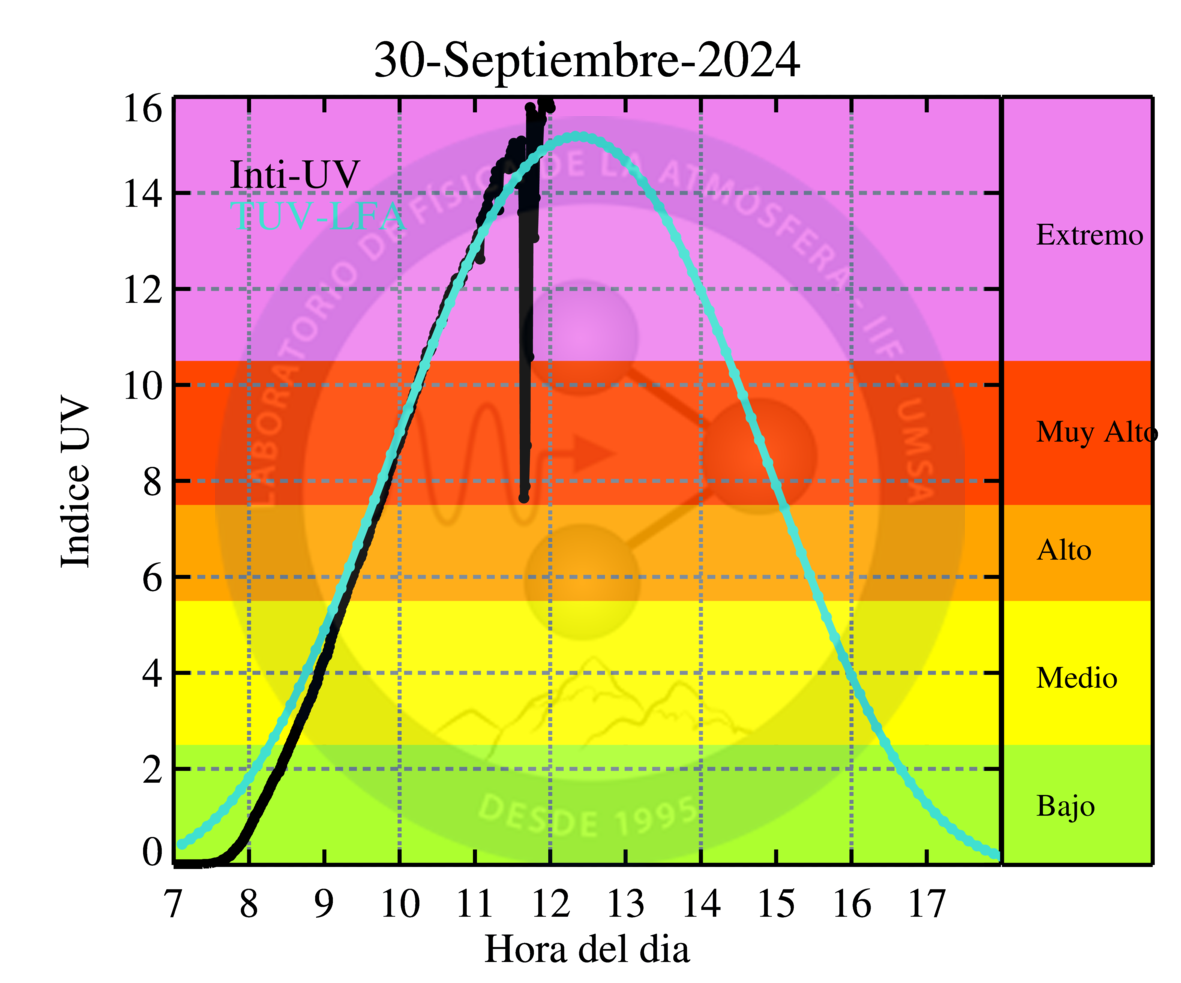 30-Septiembre-2024
Inti-UV
TUV-LFA
Indice UV
16
14
12
10
8
6
4
2
0
7 8 9 10 11 12 13 14 15 16 17
Hora del dia
Extremo
Muy Alto
Alto
Medio
Bajo
LABORATORIO DE FÍSICA DE LA ATMÓSFERA - IIF - UMSA
DESDE 1995